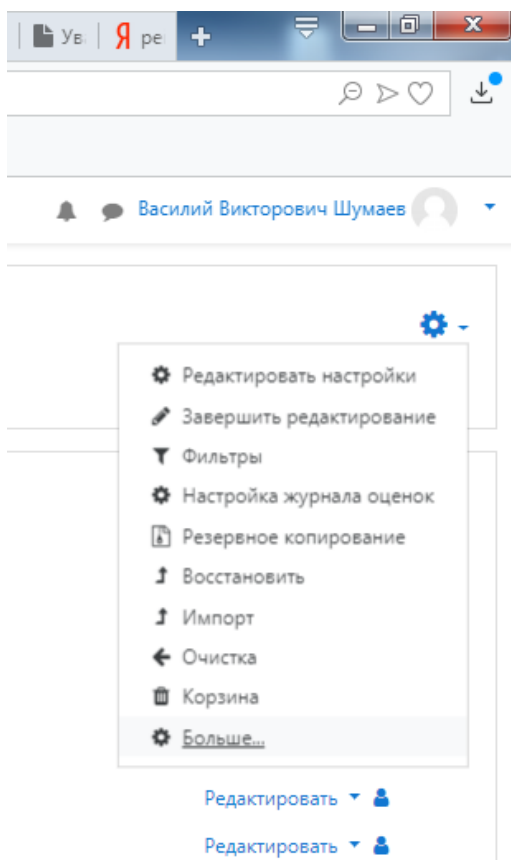 Ув Я ре
Василий Викторович Шумаев
Редактировать настройки
Завершить редактирование
Фильтры
Настройка журнала оценок
Резервное копирование
Восстановить
Импорт
Очистка
Корзина
Больше...
Редактировать
Редактировать